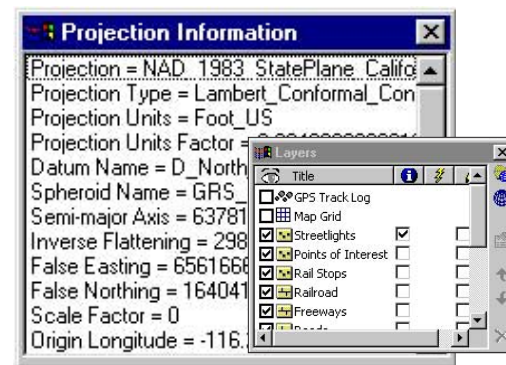 Projection Information
Projection = NAD_1983_StatePlane_Califo
Projection Type = Lambert_Conformal_Con
Projection Units = Foot_US
Projection Units Factor =
Datum Name = D_North
Spheroid Name = GRS_
Semi-major Axis = 63781
Inverse Flattening = 298
False Easting = 6561666
False Northing = 164041
Scale Factor = 0
Origin Longitude = -116.
Layers
Title
GPS Track Log
Map Grid
Streetlights
Points of Interest
Rail Stops
Railroad
Freeways